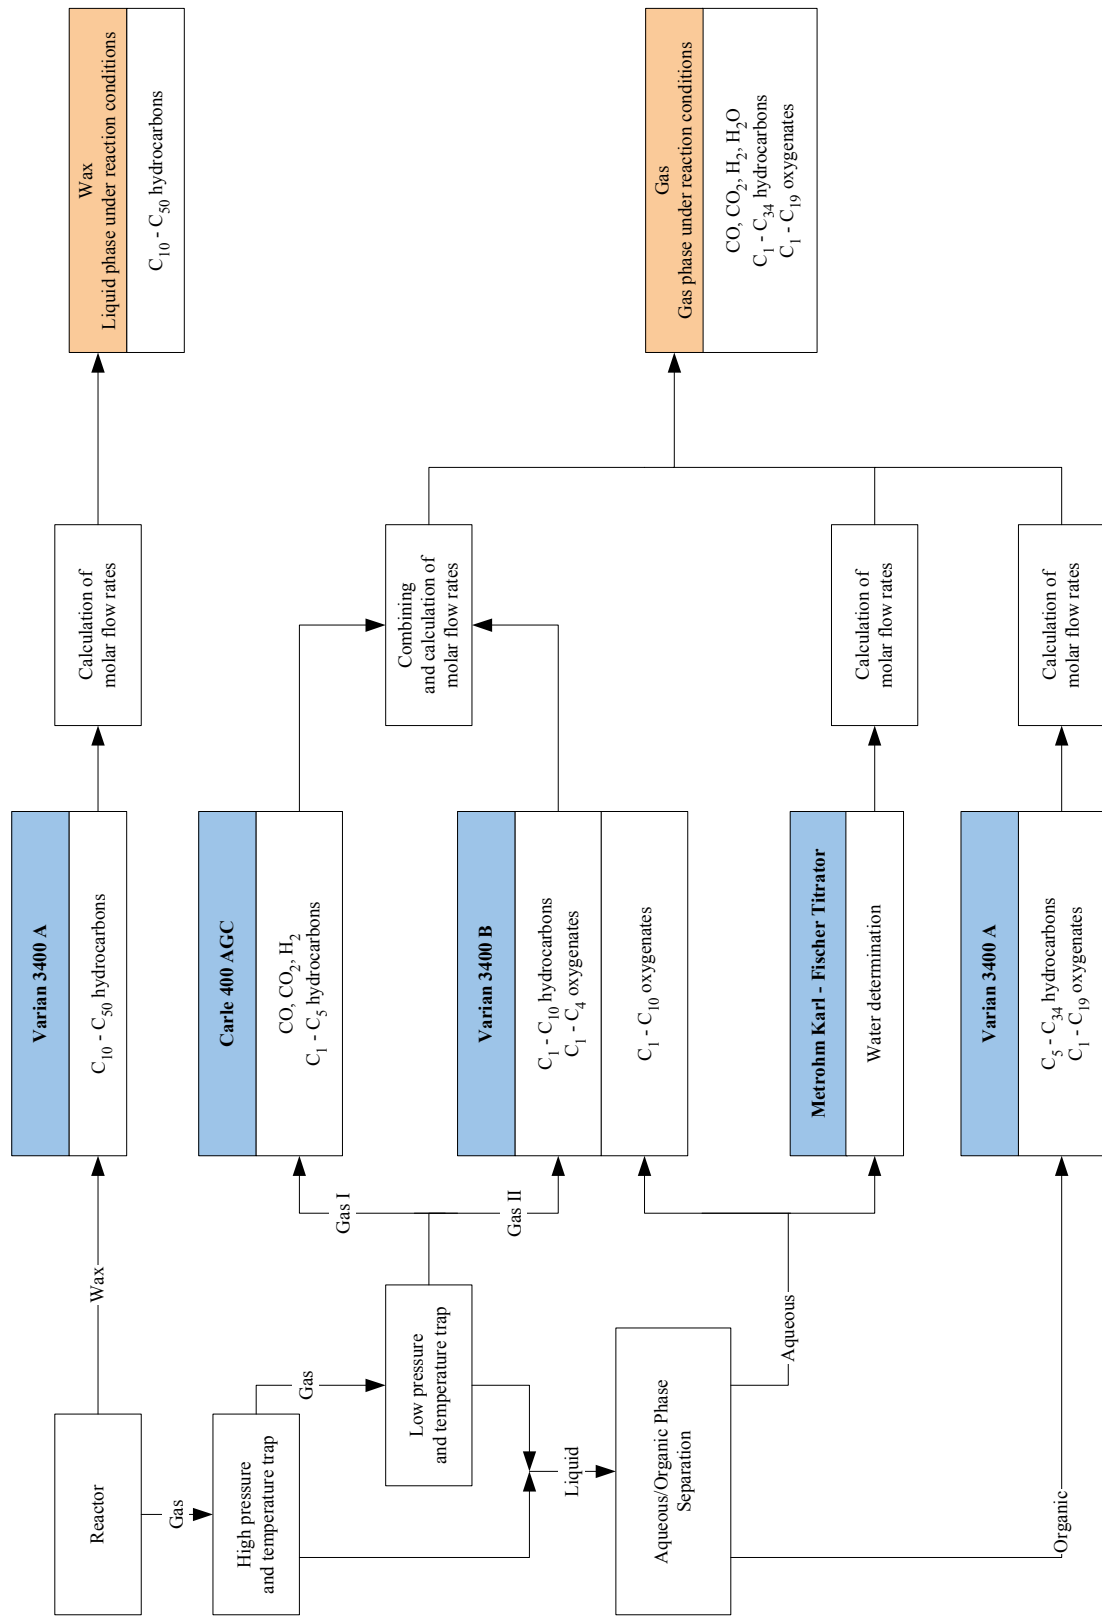 Reactor
Wax
Varian 3400 A
C10 - C50 hydrocarbons
Calculation of
molar flow rates
Wax
Liquid phase under reaction conditions
C10 - C50 hydrocarbons
Gas
High pressure
and temperature trap
Gas
Low pressure
and temperature trap
Gas I
Carle 400 AGC
CO, CO2, H2
C1 - C5 hydrocarbons
Gas II
Varian 3400 B
C1 - C10 hydrocarbons
C1 - C4 oxygenates
C1 - C10 oxygenates
Combining
and calculation of
molar flow rates
Liquid
Aqueous/Organic Phase
Separation
Aqueous
Metrohm Karl - Fischer Titrator
Water determination
Calculation of
molar flow rates
Organic
Varian 3400 A
C5 - C34 hydrocarbons
C1 - C19 oxygenates
Calculation of
molar flow rates
Gas
Gas phase under reaction conditions
CO, CO2, H2, H2O
C1 - C34 hydrocarbons
C1 - C19 oxygenates